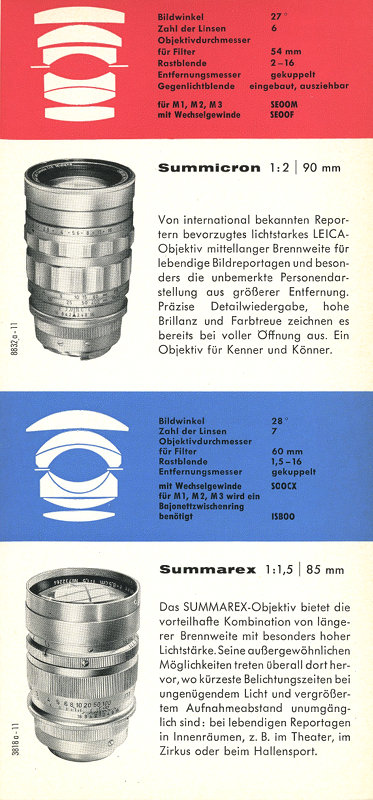 Bildwinkel 27°
Zahl der Linsen 6
Objektivdurchmesser
für Filter 54 mm
Rastblende 2–16
Entfernungsmesser gekuppelt
Gegenlichtblende eingebaut, ausziehbar
für M1, M2, M3 SEOOM
mit Wechselgewinde SEOOF
Summicron 1:2 | 90 mm
Von international bekannten Repor-
tern bevorzugtes lichtstarkes LEICA-
Objektiv mittellanger Brennweite für
lebendige Bildreportagen und beson-
ders die unbemerkte Personendar-
stellung aus größerer Entfernung.
Präzise Detailwiedergabe, hohe
Brillanz und Farbtreue zeichnen es
bereits bei voller Öffnung aus. Ein
Objektiv für Kenner und Könner.
8832a-11
Bildwinkel 28°
Zahl der Linsen 7
Objektivdurchmesser
für Filter 60 mm
Rastblende 1,5–16
Entfernungsmesser gekuppelt
mit Wechselgewinde SOOCX
für M1, M2, M3 wird ein
Bajonettzwischenring
benötigt ISBOO
Summarex 1:1,5 | 85 mm
Das SUMMAREX-Objektiv bietet die
vorteilhafte Kombination von länge-
rer Brennweite mit besonders hoher
Lichtstärke. Seine außergewöhnlichen
Möglichkeiten treten überall dort her-
vor, wo kürzeste Belichtungszeiten bei
ungenügendem Licht und vergrößer-
tem Aufnahmeabstand unumgäng-
lich sind: bei lebendigen Reportagen
in Innenräumen, z. B. im Theater, im
Zirkus oder beim Hallensport.
3818a-11